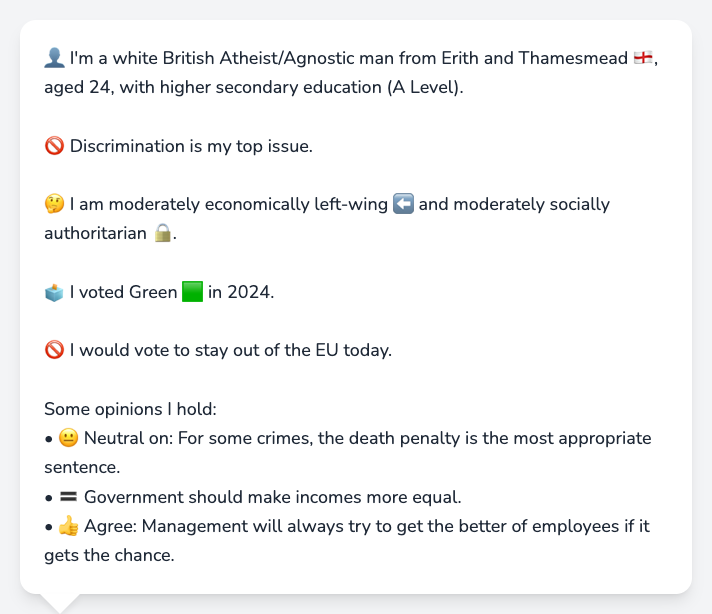 👤 I'm a white British Atheist/Agnostic man from Erith and Thamesmead 🏴󠁧󠁢󠁥󠁮󠁧󠁿,
aged 24, with higher secondary education (A Level).
🚫 Discrimination is my top issue.
🤔 I am moderately economically left-wing ⬅️ and moderately socially
authoritarian 🔒.
🗳️ I voted Green 🟩 in 2024.
🚫 I would vote to stay out of the EU today.
Some opinions I hold:
• 😐 Neutral on: For some crimes, the death penalty is the most appropriate
sentence.
• 🟰 Government should make incomes more equal.
• 👍 Agree: Management will always try to get the better of employees if it
gets the chance.